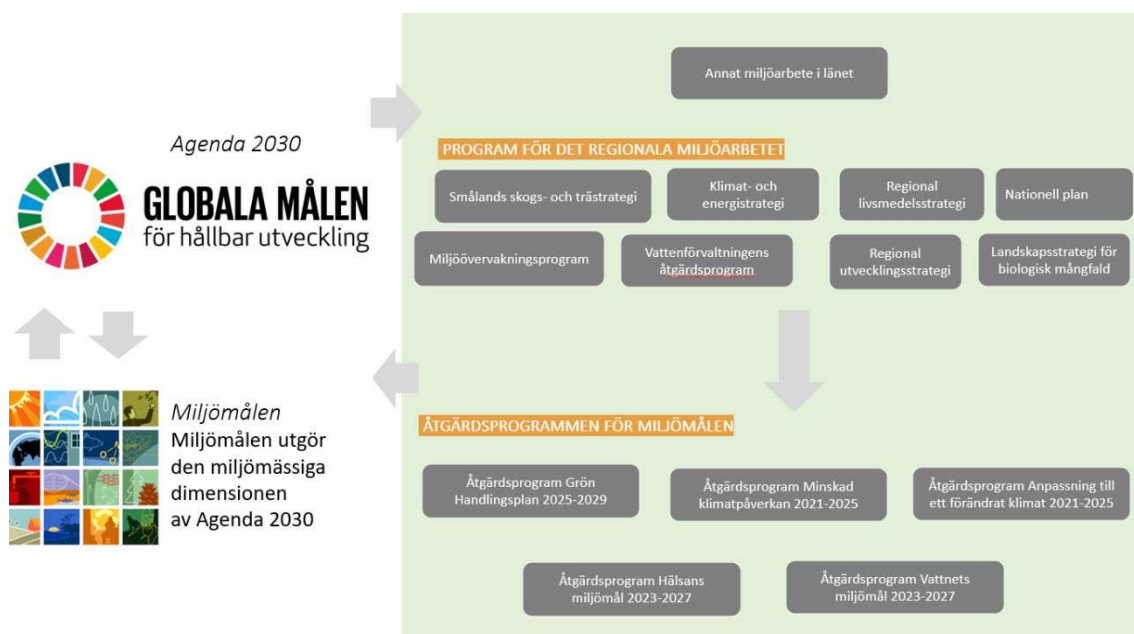 Agenda 2030
GLOBALA MÅLEN
för hållbar utveckling
Miljömålen
Miljömålen utgör
den miljömässiga
dimensionen
av Agenda 2030
Annat miljöarbete i länet
PROGRAM FÖR DET REGIONALA MILJÖARBETET
Smålands skogs- och trästrategi
Klimat- och
energistrategi
Regional
livsmedelsstrategi
Nationell plan
Miljöövervakningsprogram
Vattenförvaltningens
åtgärdsprogram
Regional
utvecklingsstrategi
Landskapsstrategi för
biologisk mångfald
ÅTGÄRDSPROGRAMMEN FÖR MILJÖMÅLEN
Åtgärdsprogram Grön
Handlingsplan 2025-2029
Åtgärdsprogram Minskad
klimatpåverkan 2021-2025
Åtgärdsprogram Anpassning till
ett förändrat klimat 2021-2025
Åtgärdsprogram Hälsans
miljömål 2023-2027
Åtgärdsprogram Vattnets
miljömål 2023-2027